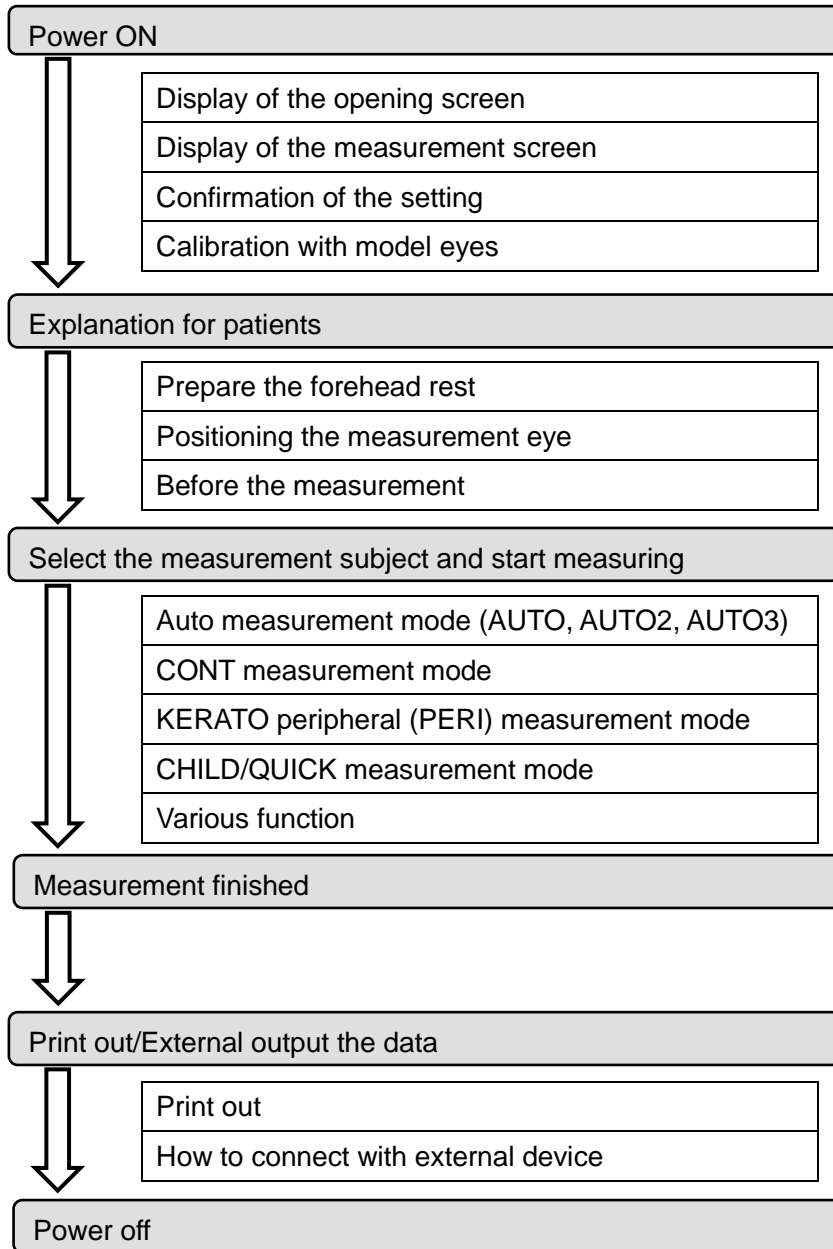 Power ON
Display of the opening screen
Display of the measurement screen
Confirmation of the setting
Calibration with model eyes
Explanation for patients
Prepare the forehead rest
Positioning the measurement eye
Before the measurement
Select the measurement subject and start measuring
Auto measurement mode (AUTO, AUTO2, AUTO3)
CONT measurement mode
KERATO peripheral (PERI) measurement mode
CHILD/QUICK measurement mode
Various function
Measurement finished
Print out/External output the data
Print out
How to connect with external device
Power off